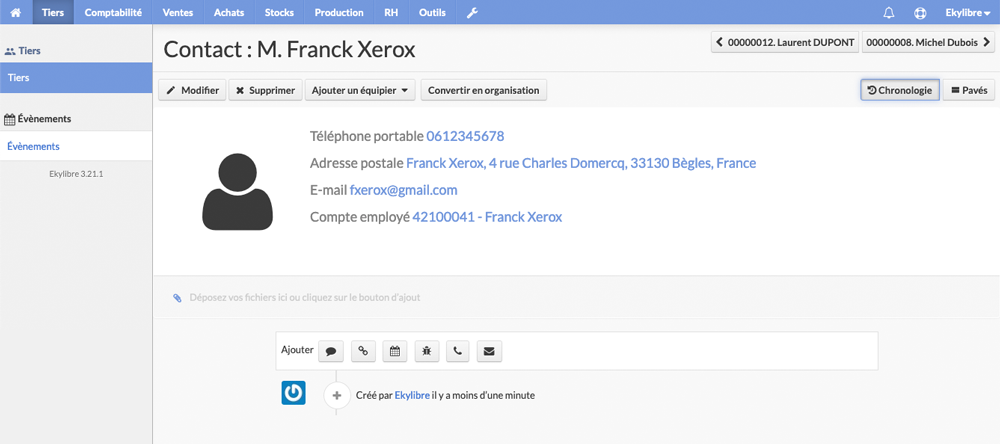 Tiers Comptabilité Ventes Achats Stocks Production RH Outils Ekylibre
Tiers
Tiers
Évènements
Évènements
Ekylibre 3.21.1
Contact : M. Franck Xerox
00000012. Laurent DUPONT 00000008. Michel Dubois
Modifier Supprimer Ajouter un équipier Convertir en organisation Chronologie Pavés
Téléphone portable 0612345678
Adresse postale Franck Xerox, 4 rue Charles Domercq, 33130 Bègles, France
E-mail fxerox@gmail.com
Compte employé 42100041 - Franck Xerox
Déposez vos fichiers ici ou cliquez sur le bouton d'ajout
Ajouter
Créé par Ekylibre il y a moins d'une minute